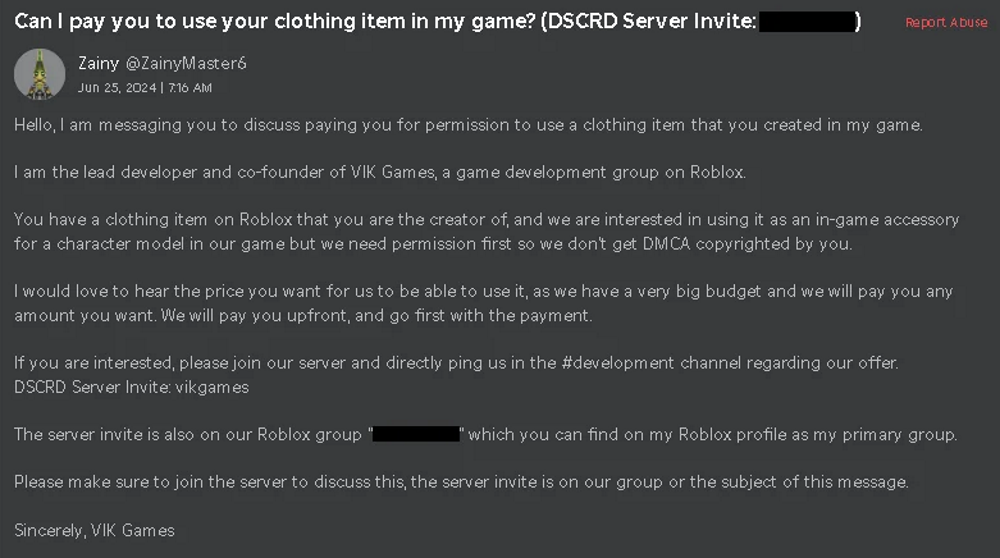 Can I pay you to use your clothing item in my game? (DSCRD Server Invite: )
Report Abuse
Zainy @ZainyMaster6
Jun 25, 2024 | 7:16 AM
Hello, I am messaging you to discuss paying you for permission to use a clothing item that you created in my game.
I am the lead developer and co-founder of VIK Games, a game development group on Roblox.
You have a clothing item on Roblox that you are the creator of, and we are interested in using it as an in-game accessory
for a character model in our game but we need permission first so we don't get DMCA copyrighted by you.
I would love to hear the price you want for us to be able to use it, as we have a very big budget and we will pay you any
amount you want. We will pay you upfront, and go first with the payment.
If you are interested, please join our server and directly ping us in the #development channel regarding our offer.
DSCRD Server Invite: vikgames
The server invite is also on our Roblox group "" which you can find on my Roblox profile as my primary group.
Please make sure to join the server to discuss this, the server invite is on our group or the subject of this message.
Sincerely, VIK Games